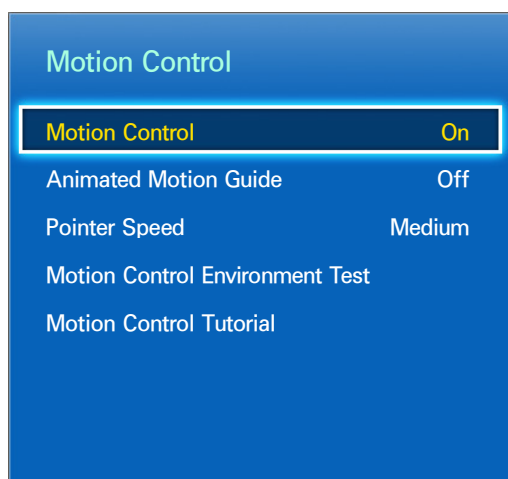 Motion Control
Motion Control On
Animated Motion Guide Off
Pointer Speed Medium
Motion Control Environment Test
Motion Control Tutorial